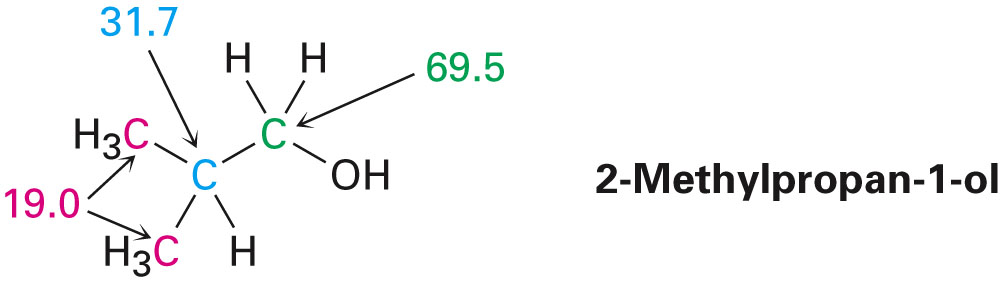 31.7
H H
69.5
H3C C
C OH
2-Methylpropan-1-ol
19.0
H3C H